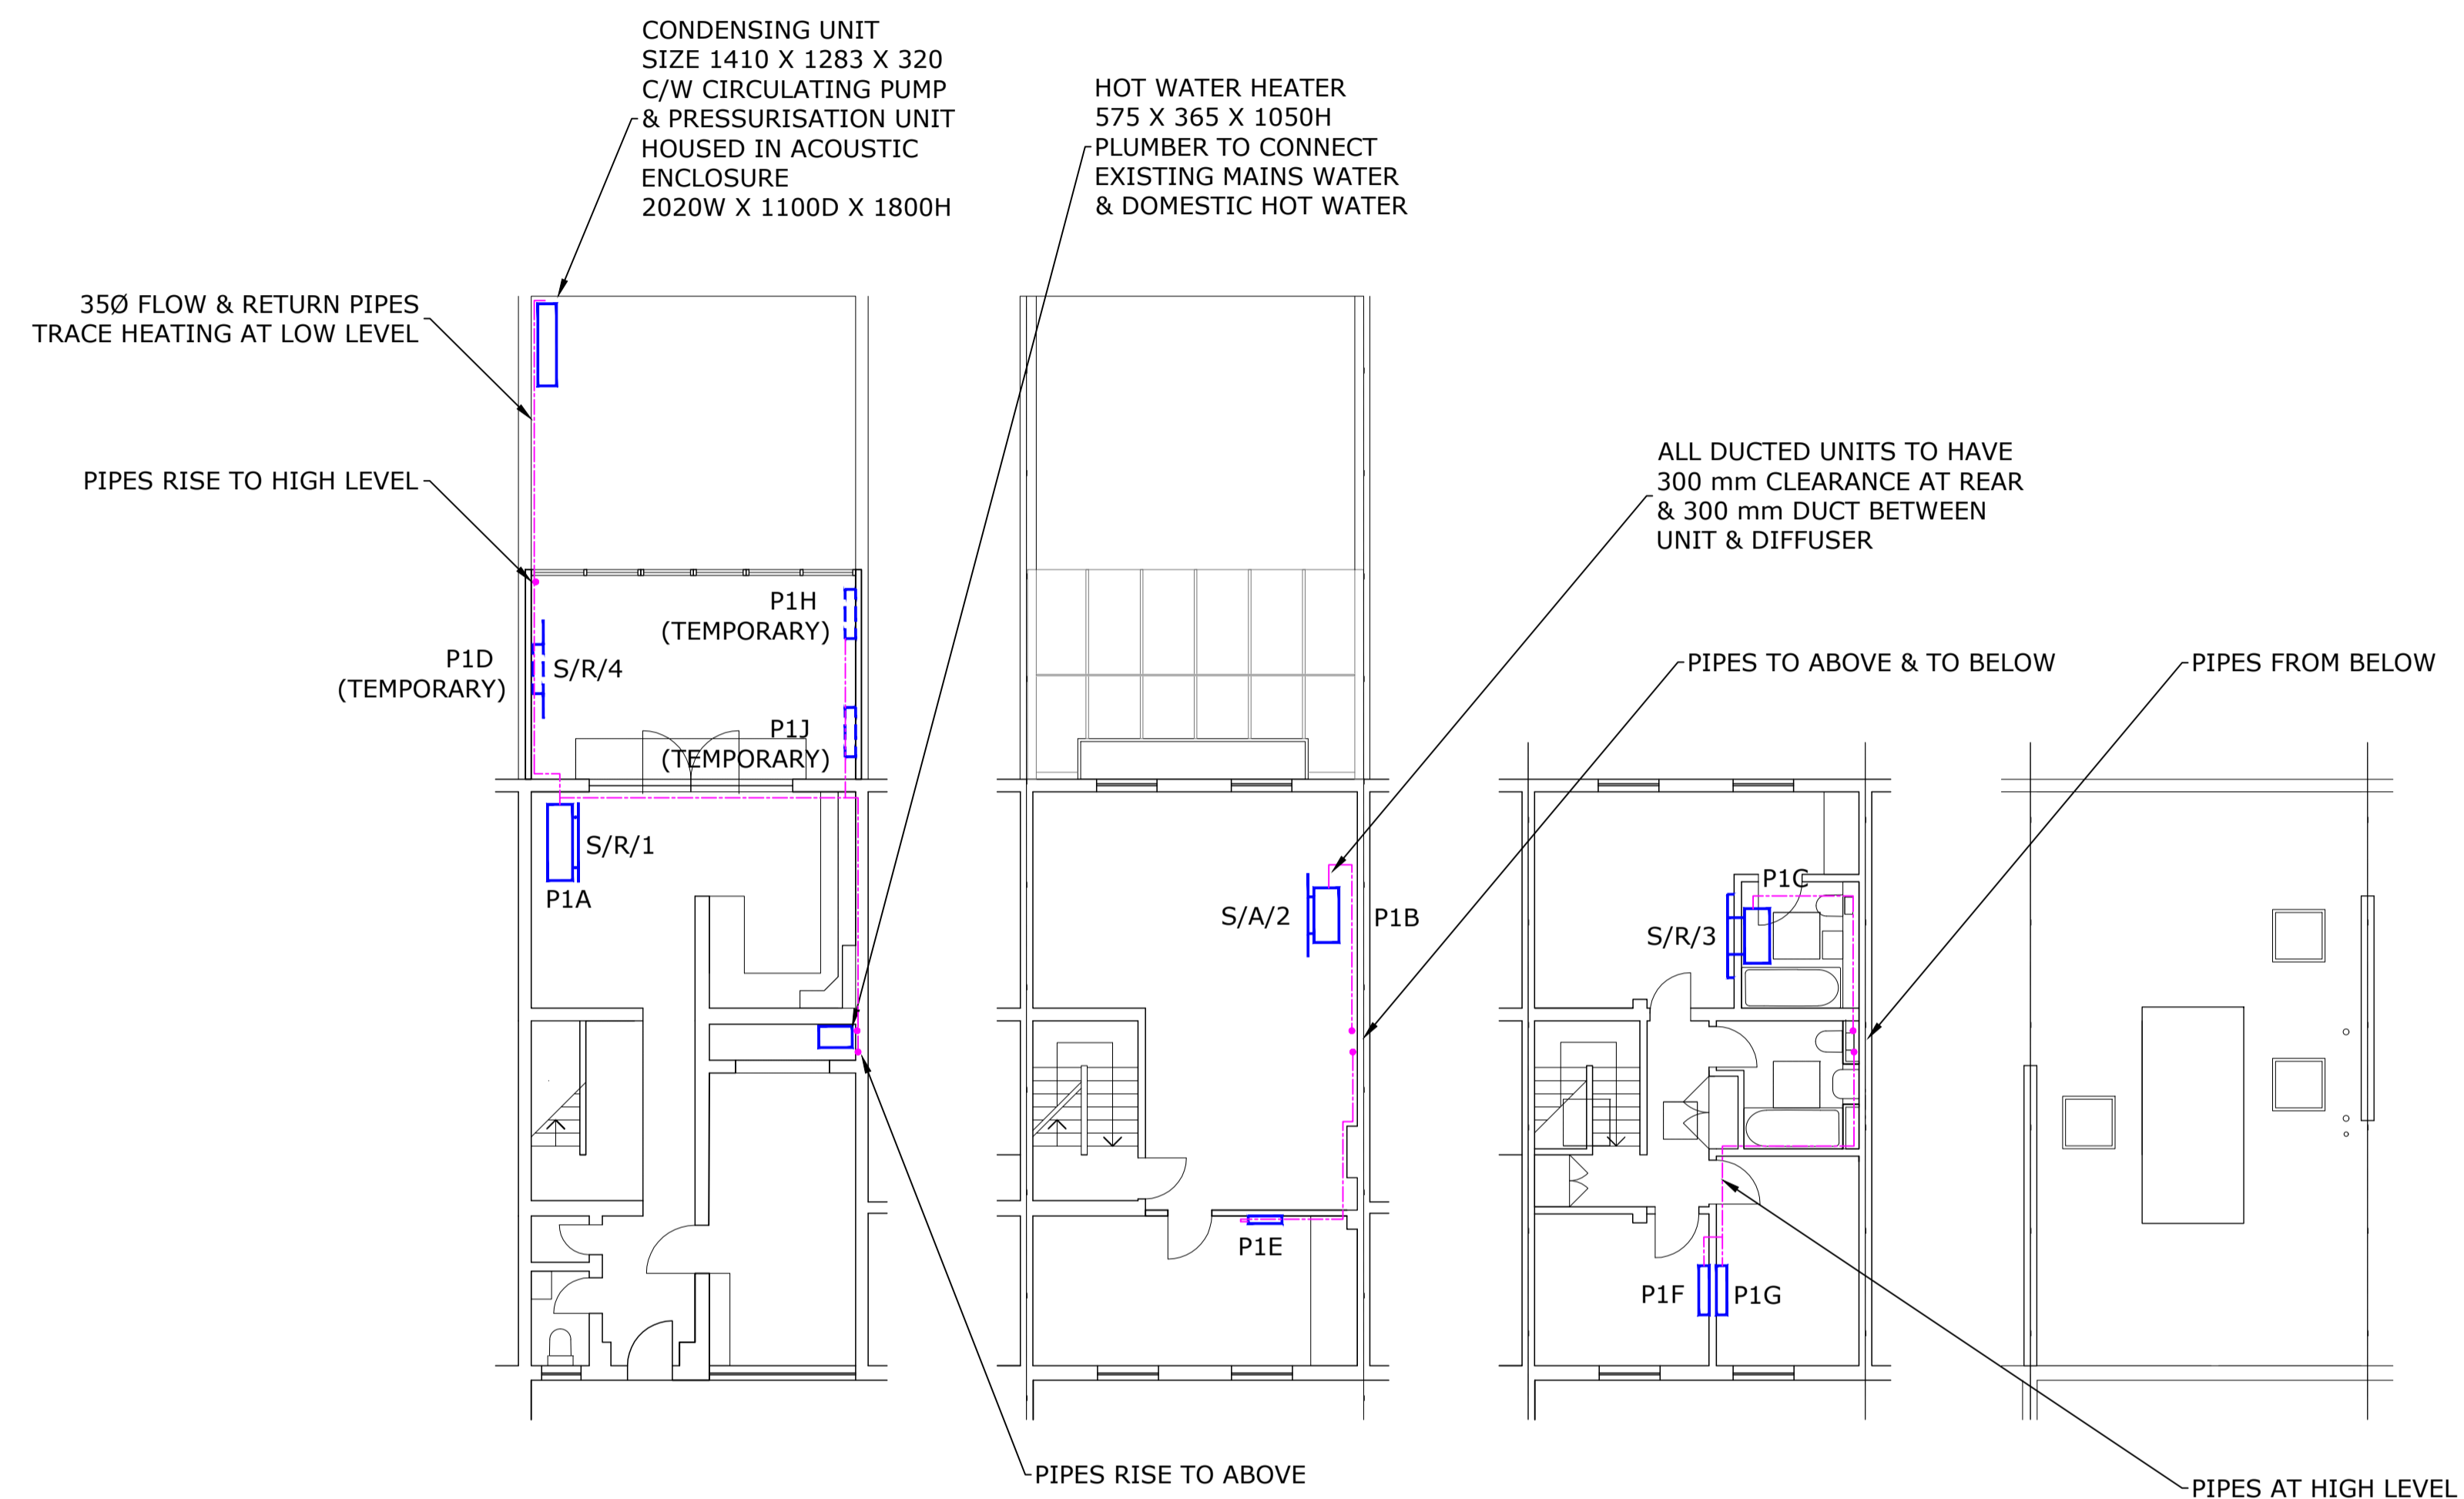 CONDENSING UNIT
SIZE 1410 X 1283 X 320
C/W CIRCULATING PUMP
& PRESSURISATION UNIT
HOUSED IN ACOUSTIC
ENCLOSURE
2020W X 1100D X 1800H
HOT WATER HEATER
575 X 365 X 1050H
PLUMBER TO CONNECT
EXISTING MAINS WATER
& DOMESTIC HOT WATER
35Ø FLOW & RETURN PIPES
TRACE HEATING AT LOW LEVEL
PIPES RISE TO HIGH LEVEL
ALL DUCTED UNITS TO HAVE
300 mm CLEARANCE AT REAR
& 300 mm DUCT BETWEEN
UNIT & DIFFUSER
P1H
(TEMPORARY)
P1D
(TEMPORARY)
S/R/4
PIPES TO ABOVE & TO BELOW
PIPES FROM BELOW
P1J
(TEMPORARY)
S/R/1
P1A
S/A/2
P1B
P1C
S/R/3
P1E
P1F
P1G
PIPES RISE TO ABOVE
PIPES AT HIGH LEVEL